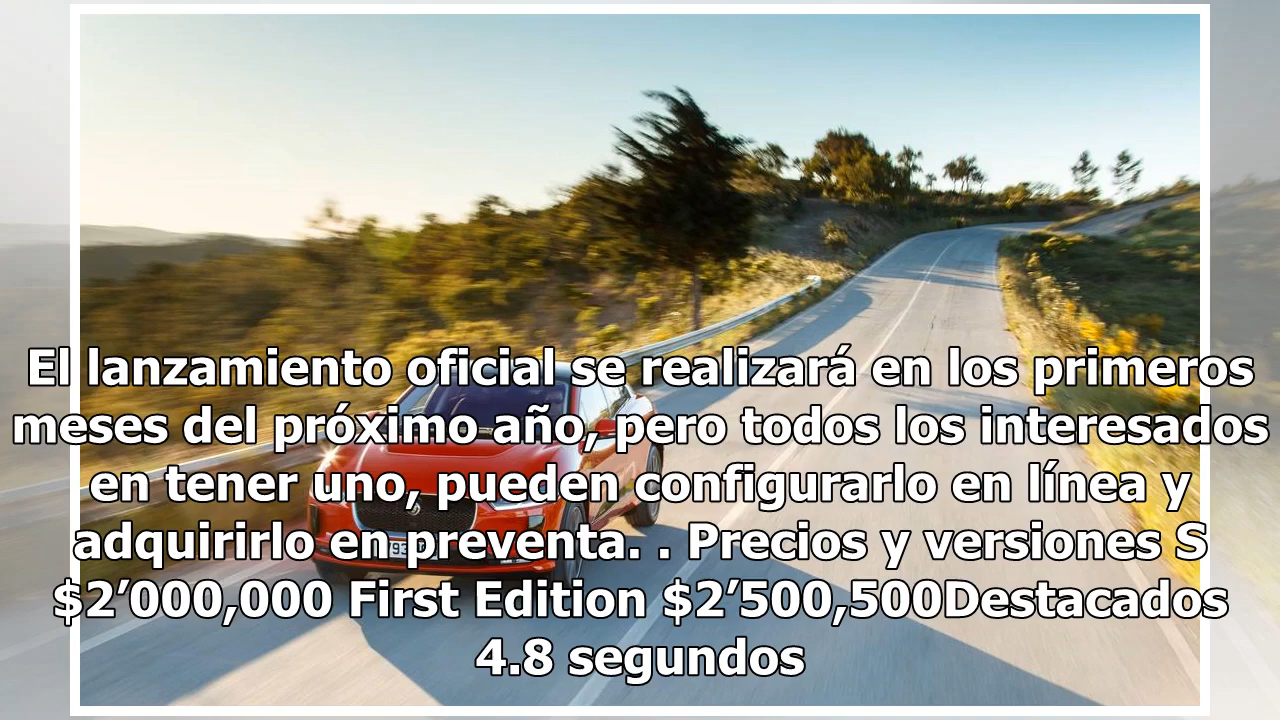 El lanzamiento oficial se realizará en los primeros
meses del próximo año, pero todos los interesados
en tener uno, pueden configurarlo en línea y
adquirirlo en preventa. . Precios y versiones S
$2’000,000 First Edition $2’500,500Destacados
4.8 segundos